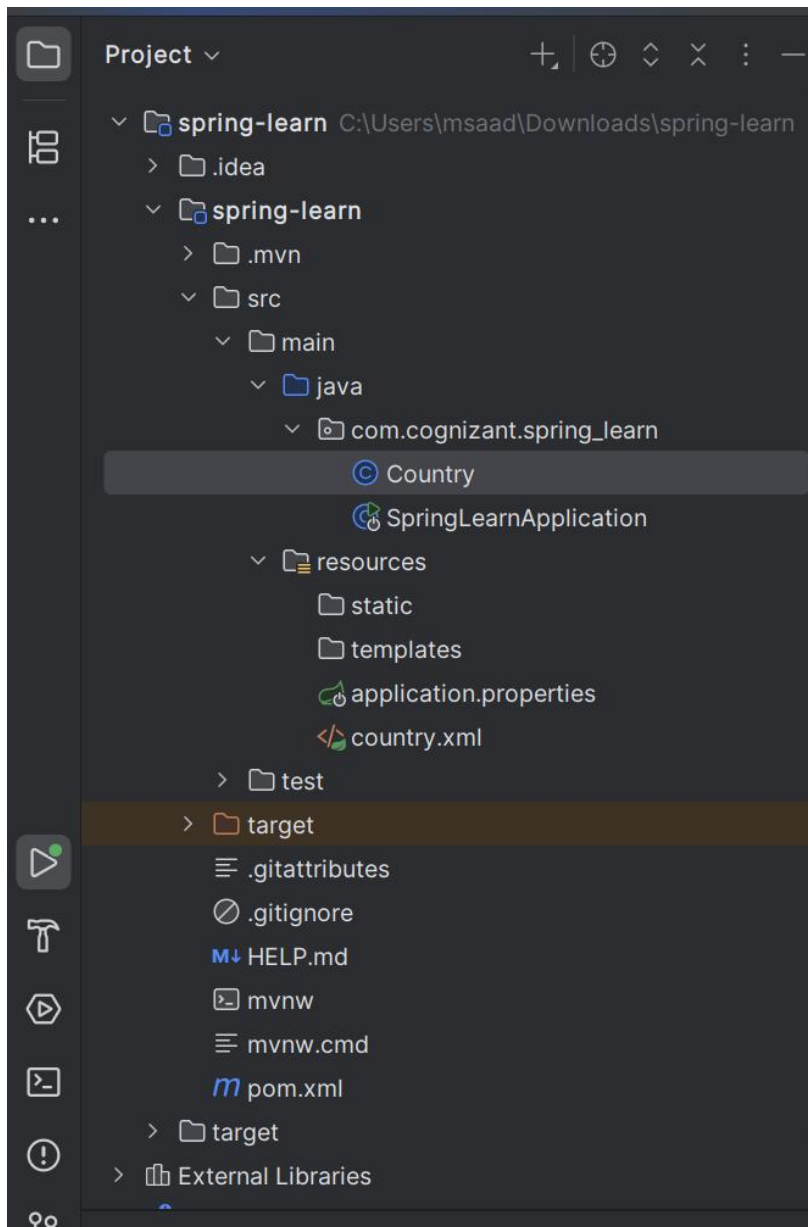 Project
spring-learn C:\Users\msaad\Downloads\spring-learn
.idea
spring-learn
.mvn
src
main
java
com.cognizant.spring_learn
Country
SpringLearnApplication
resources
static
templates
application.properties
country.xml
test
target
.gitattributes
.gitignore
HELP.md
mvnw
mvnw.cmd
pom.xml
target
External Libraries